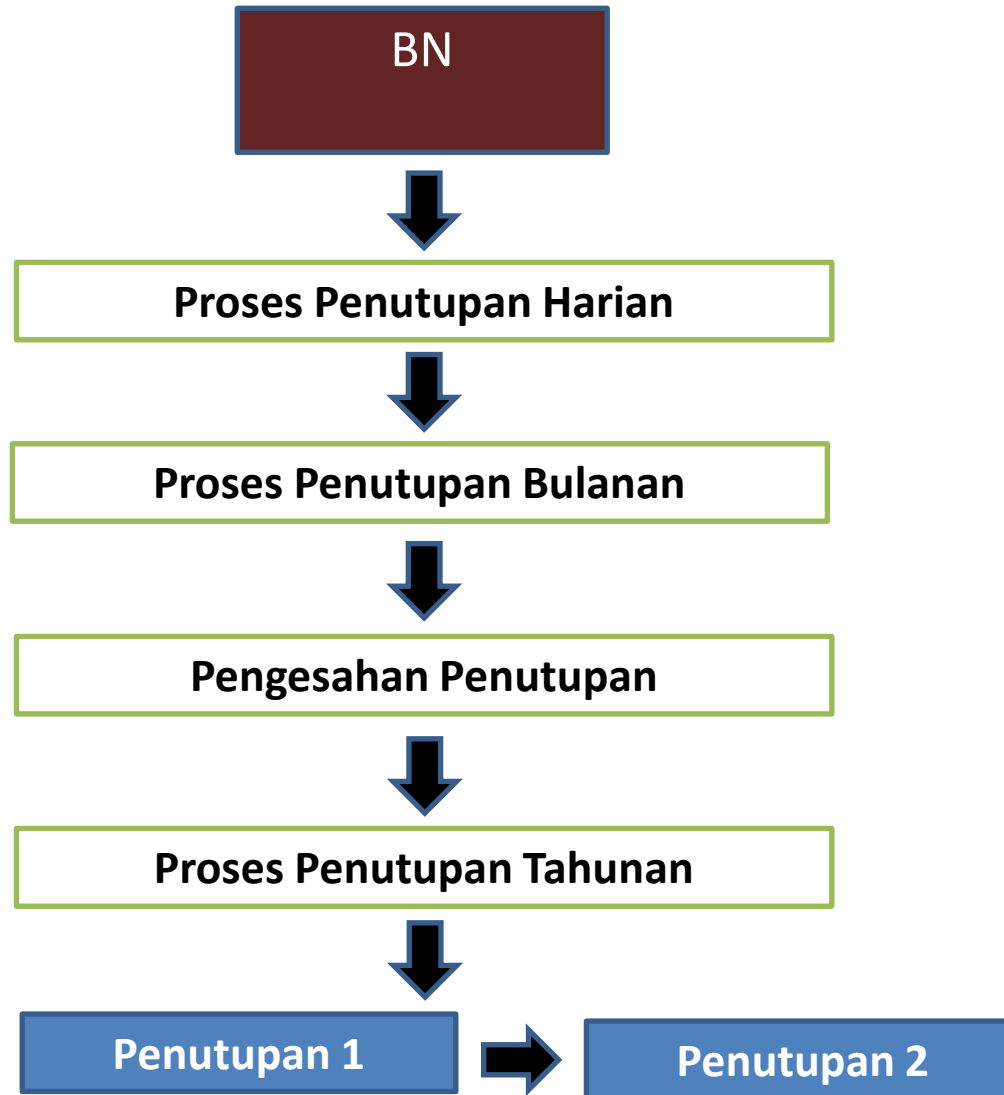 BN
Proses Penutupan Harian
Proses Penutupan Bulanan
Pengesahan Penutupan
Proses Penutupan Tahunan
Penutupan 1
Penutupan 2